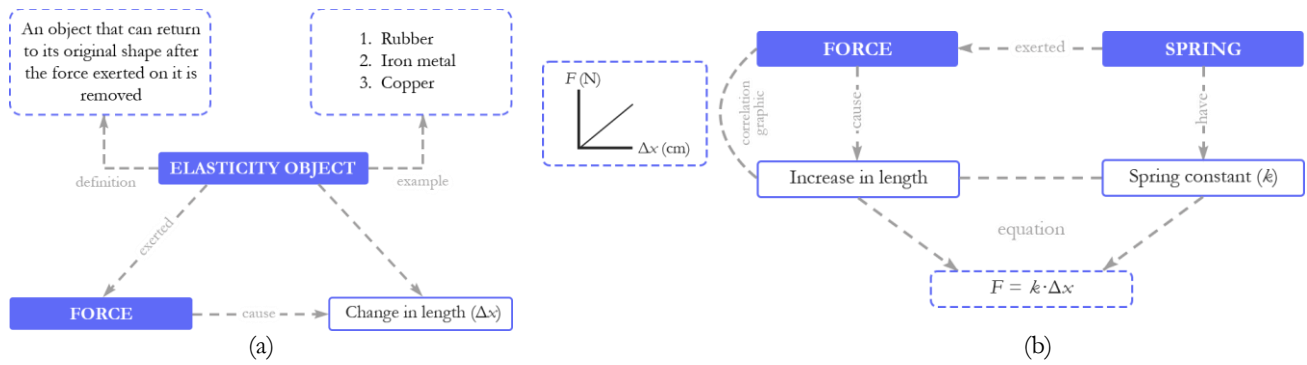 An object that can return
to its original shape after
the force exerted on it is
removed
1. Rubber
2. Iron metal
3. Copper
definition
ELASTICITY OBJECT
example
exerted
FORCE
cause
Change in length (Δx)
(a)
F (N)
Δx (cm)
correlation
graphic
FORCE
exerted
SPRING
cause
have
Increase in length
Spring constant (k)
equation
F = k·Δx
(b)